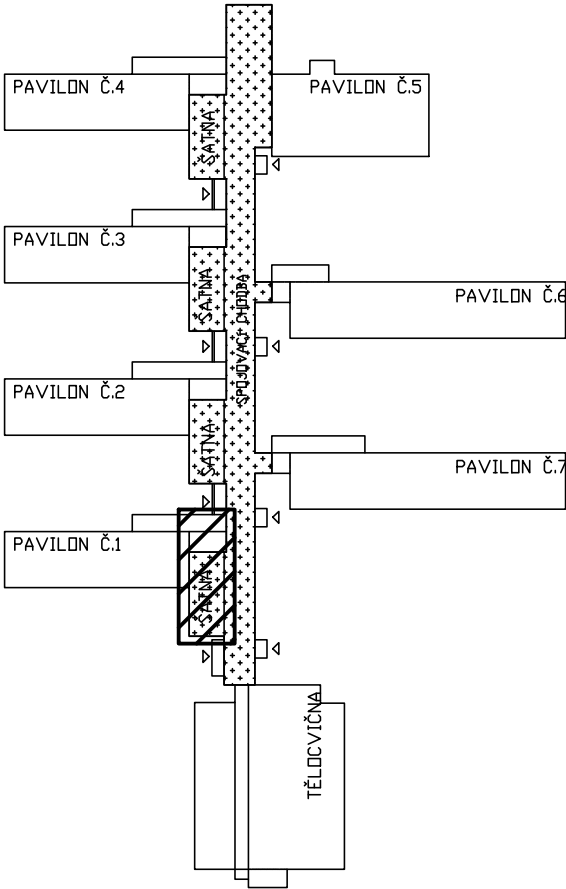 PAVILON Č.4
PAVILON Č.5
ŠATNA
PAVILON Č.3
ŠATNA
SPOJOVACÍ CHODBA
PAVILON Č.6
PAVILON Č.2
ŠATNA
PAVILON Č.7
PAVILON Č.1
ŠATNA
TĚLOCVIČNA